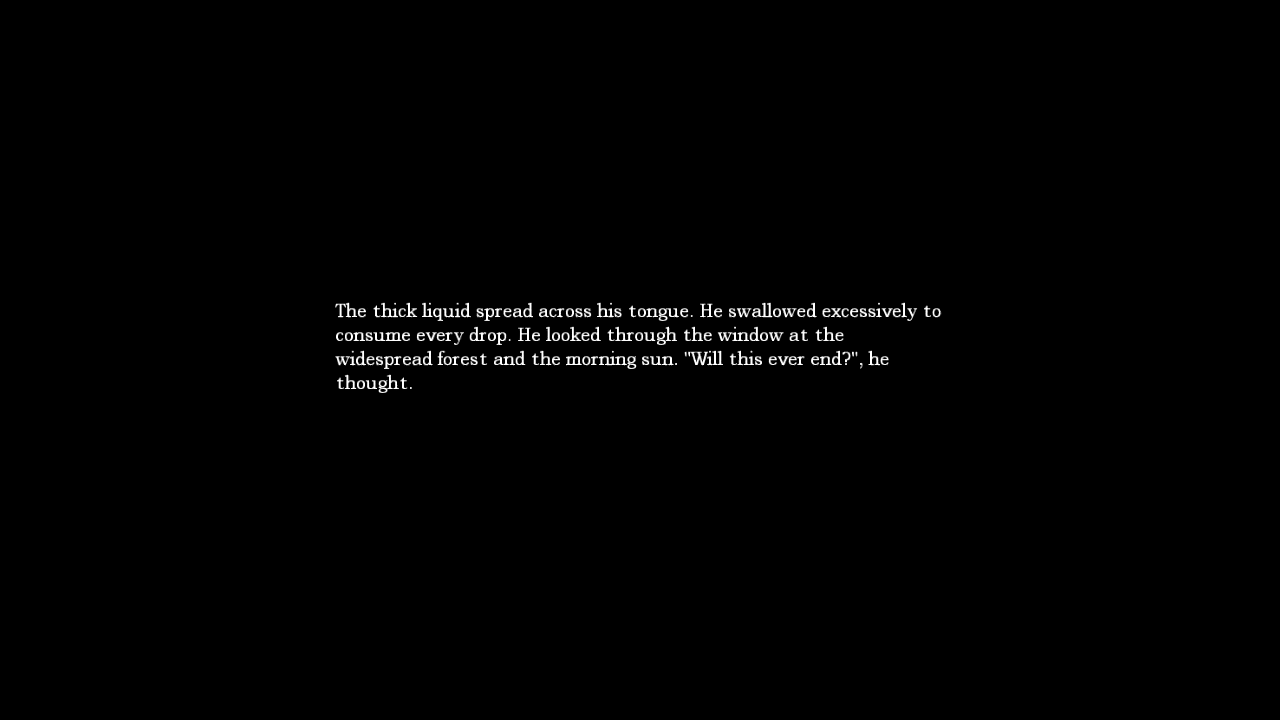 The thick liquid spread across his tongue. He swallowed excessively to
consume every drop. He looked through the window at the
widespread forest and the morning sun. "Will this ever end?", he
thought.